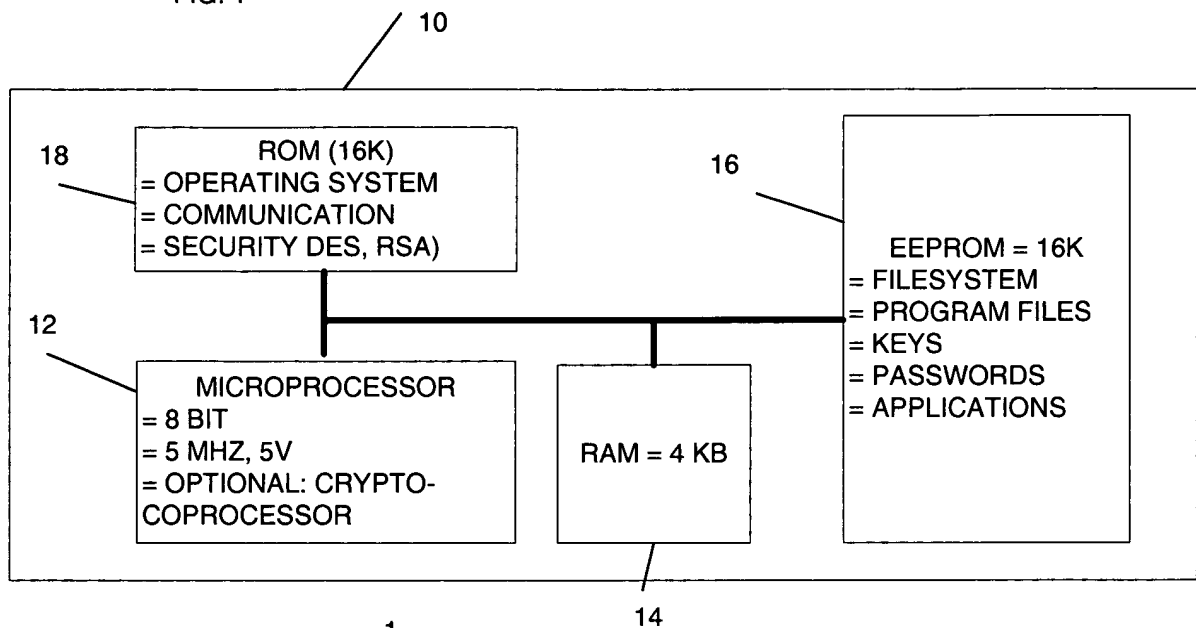 10
18
ROM (16K)
= OPERATING SYSTEM
= COMMUNICATION
= SECURITY DES, RSA)
16
EEPROM = 16K
= FILESYSTEM
= PROGRAM FILES
= KEYS
= PASSWORDS
= APPLICATIONS
12
MICROPROCESSOR
= 8 BIT
= 5 MHZ, 5V
= OPTIONAL: CRYPTO-
COPROCESSOR
RAM = 4 KB
14